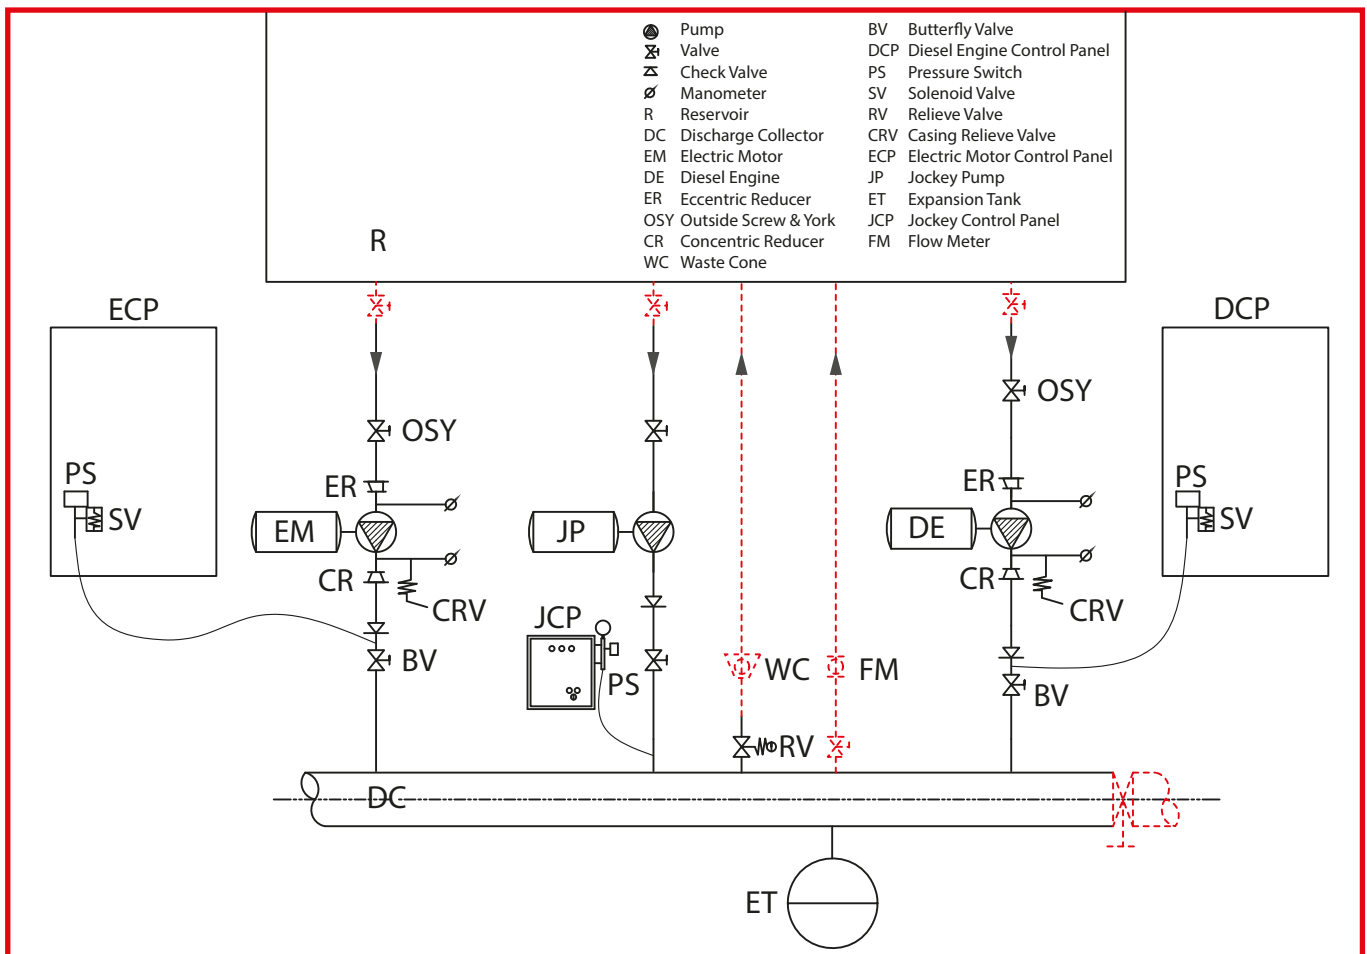 Pump
Valve
Check Valve
Manometer
R Reservoir
DC Discharge Collector
EM Electric Motor
DE Diesel Engine
ER Eccentric Reducer
OSY Outside Screw & York
CR Concentric Reducer
WC Waste Cone
BV Butterfly Valve
DCP Diesel Engine Control Panel
PS Pressure Switch
SV Solenoid Valve
RV Relieve Valve
CRV Casing Relieve Valve
ECP Electric Motor Control Panel
JP Jockey Pump
ET Expansion Tank
JCP Jockey Control Panel
FM Flow Meter
R
ECP
DCP
OSY
OSY
PS
SV
ER
EM
CR
CRV
BV
JP
JCP
PS
WC
FM
RV
ER
DE
CR
CRV
BV
PS
SV
DC
ET